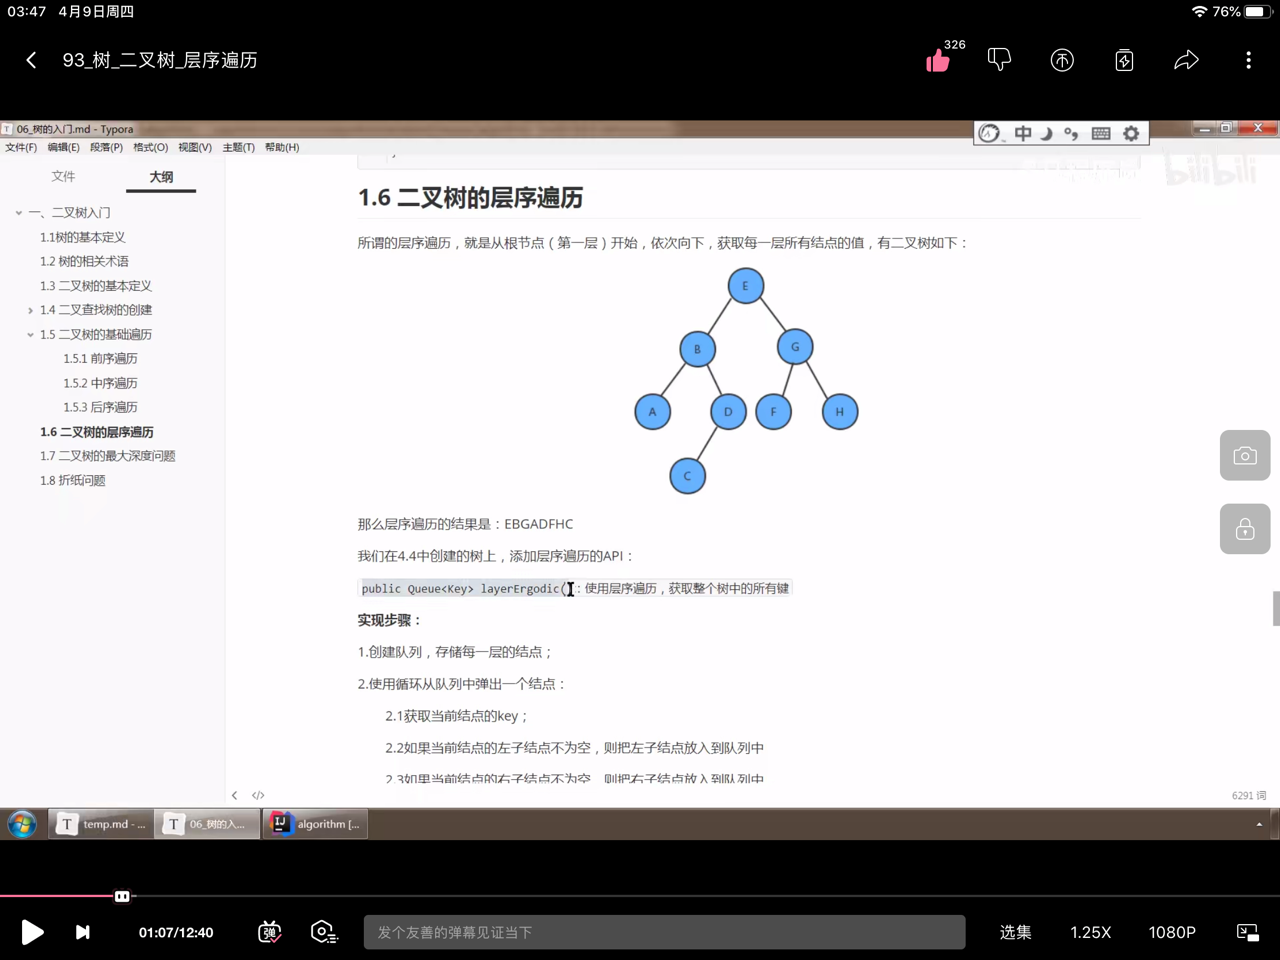 03:47 4月9日周四
76%
93_树_二叉树_层序遍历
326
06_树的入门.md - Typora
中
文件(F) 编辑(E) 段落(P) 格式(O) 视图(V) 主题(T) 帮助(H)
bilibili
文件 大纲
一、二叉树入门
1.1树的基本定义
1.2 树的相关术语
1.3 二叉树的基本定义
1.4 二叉查找树的创建
1.5 二叉树的基础遍历
1.5.1 前序遍历
1.5.2 中序遍历
1.5.3 后序遍历
1.6 二叉树的层序遍历
1.7 二叉树的最大深度问题
1.8 折纸问题
1.6 二叉树的层序遍历
所谓的层序遍历，就是从根节点（第一层）开始，依次向下，获取每一层所有结点的值，有二叉树如下：
E
B G
A D F H
C
那么层序遍历的结果是：EBGADFHC
我们在4.4中创建的树上，添加层序遍历的API：
public Queue<Key> layerErgodic()：使用层序遍历，获取整个树中的所有键
实现步骤：
1.创建队列，存储每一层的结点；
2.使用循环从队列中弹出一个结点：
2.1获取当前结点的key；
2.2如果当前结点的左子结点不为空，则把左子结点放入到队列中
2.3如果当前结点的右子结点不为空，则把右子结点放入到队列中
6291 词
temp.md - ... 06_树的入... algorithm [...
01:07/12:40
弹
发个友善的弹幕见证当下
选集 1.25X 1080P